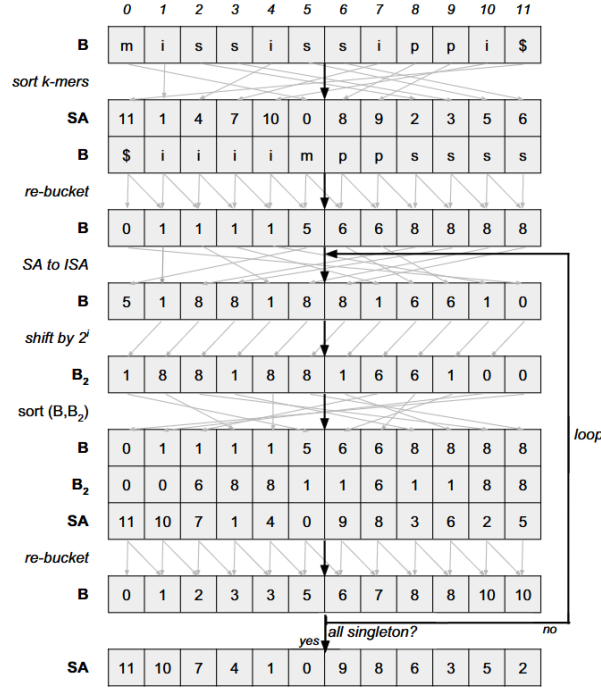 0 1 2 3 4 5 6 7 8 9 10 11
B m i s s i s s i p p i $
sort k-mers
SA 11 1 4 7 10 0 8 9 2 3 5 6
B $ i i i i m p p s s s s
re-bucket
B 0 1 1 1 1 5 6 6 8 8 8 8
SA to ISA
B 5 1 8 8 1 8 8 1 6 6 1 0
shift by 2^i
B₂ 1 8 8 1 8 8 1 6 6 1 0 0
sort (B,B₂)
B 0 1 1 1 1 5 6 6 8 8 8 8
loop
B₂ 0 0 6 8 8 1 1 6 1 1 8 8
SA 11 10 7 1 4 0 9 8 3 6 2 5
re-bucket
B 0 1 2 3 3 5 6 7 8 8 10 10
yes all singleton? no
SA 11 10 7 4 1 0 9 8 6 3 5 2